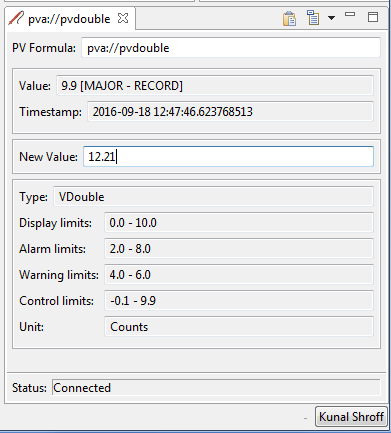 pva://pvdouble
PV Formula: pva://pvdouble
Value: 9.9 [MAJOR - RECORD]
Timestamp: 2016-09-18 12:47:46.623768513
New Value: 12.21
Type: VDouble
Display limits: 0.0 - 10.0
Alarm limits: 2.0 - 8.0
Warning limits: 4.0 - 6.0
Control limits: -0.1 - 9.9
Unit: Counts
Status: Connected
- Kunal Shroff